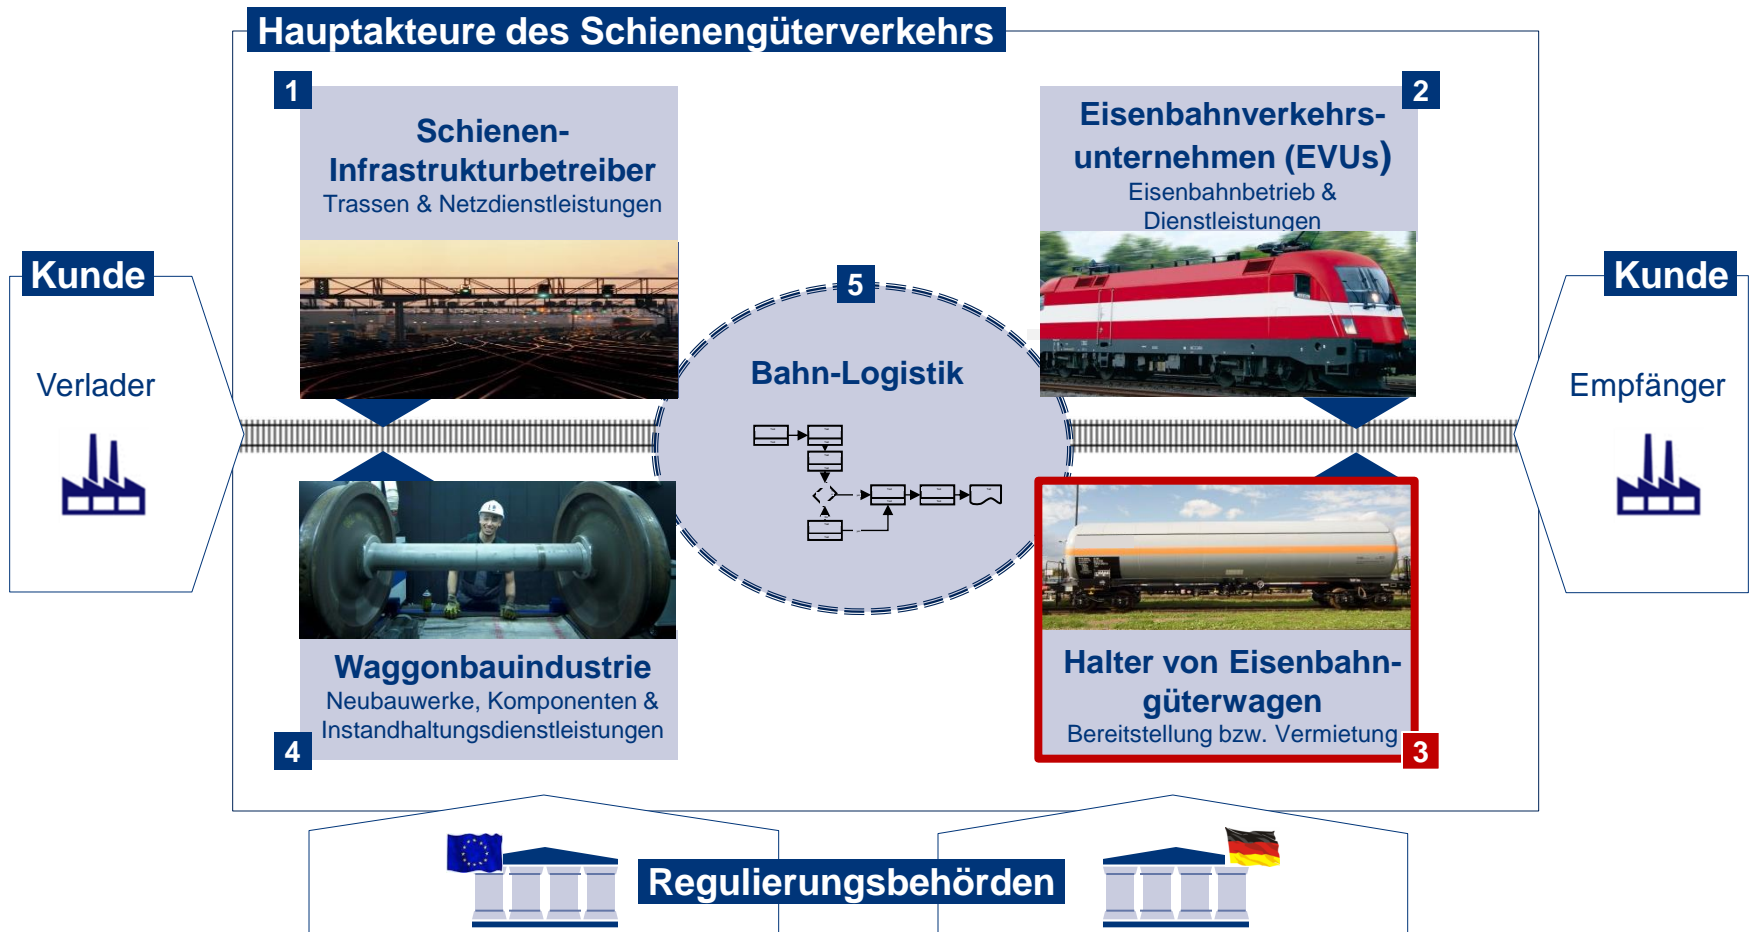 Hauptakteure des Schienengüterverkehrs
1
Schienen-
Infrastrukturbetreiber
Trassen & Netzdienstleistungen
2
Eisenbahnverkehrs-
unternehmen (EVUs)
Eisenbahnbetrieb &
Dienstleistungen
Kunde
Verlader
5
Bahn-Logistik
Kunde
Empfänger
Waggonbauindustrie
Neubauwerke, Komponenten &
Instandhaltungsdienstleistungen
4
Halter von Eisenbahn-
güterwagen
Bereitstellung bzw. Vermietung
3
Regulierungsbehörden